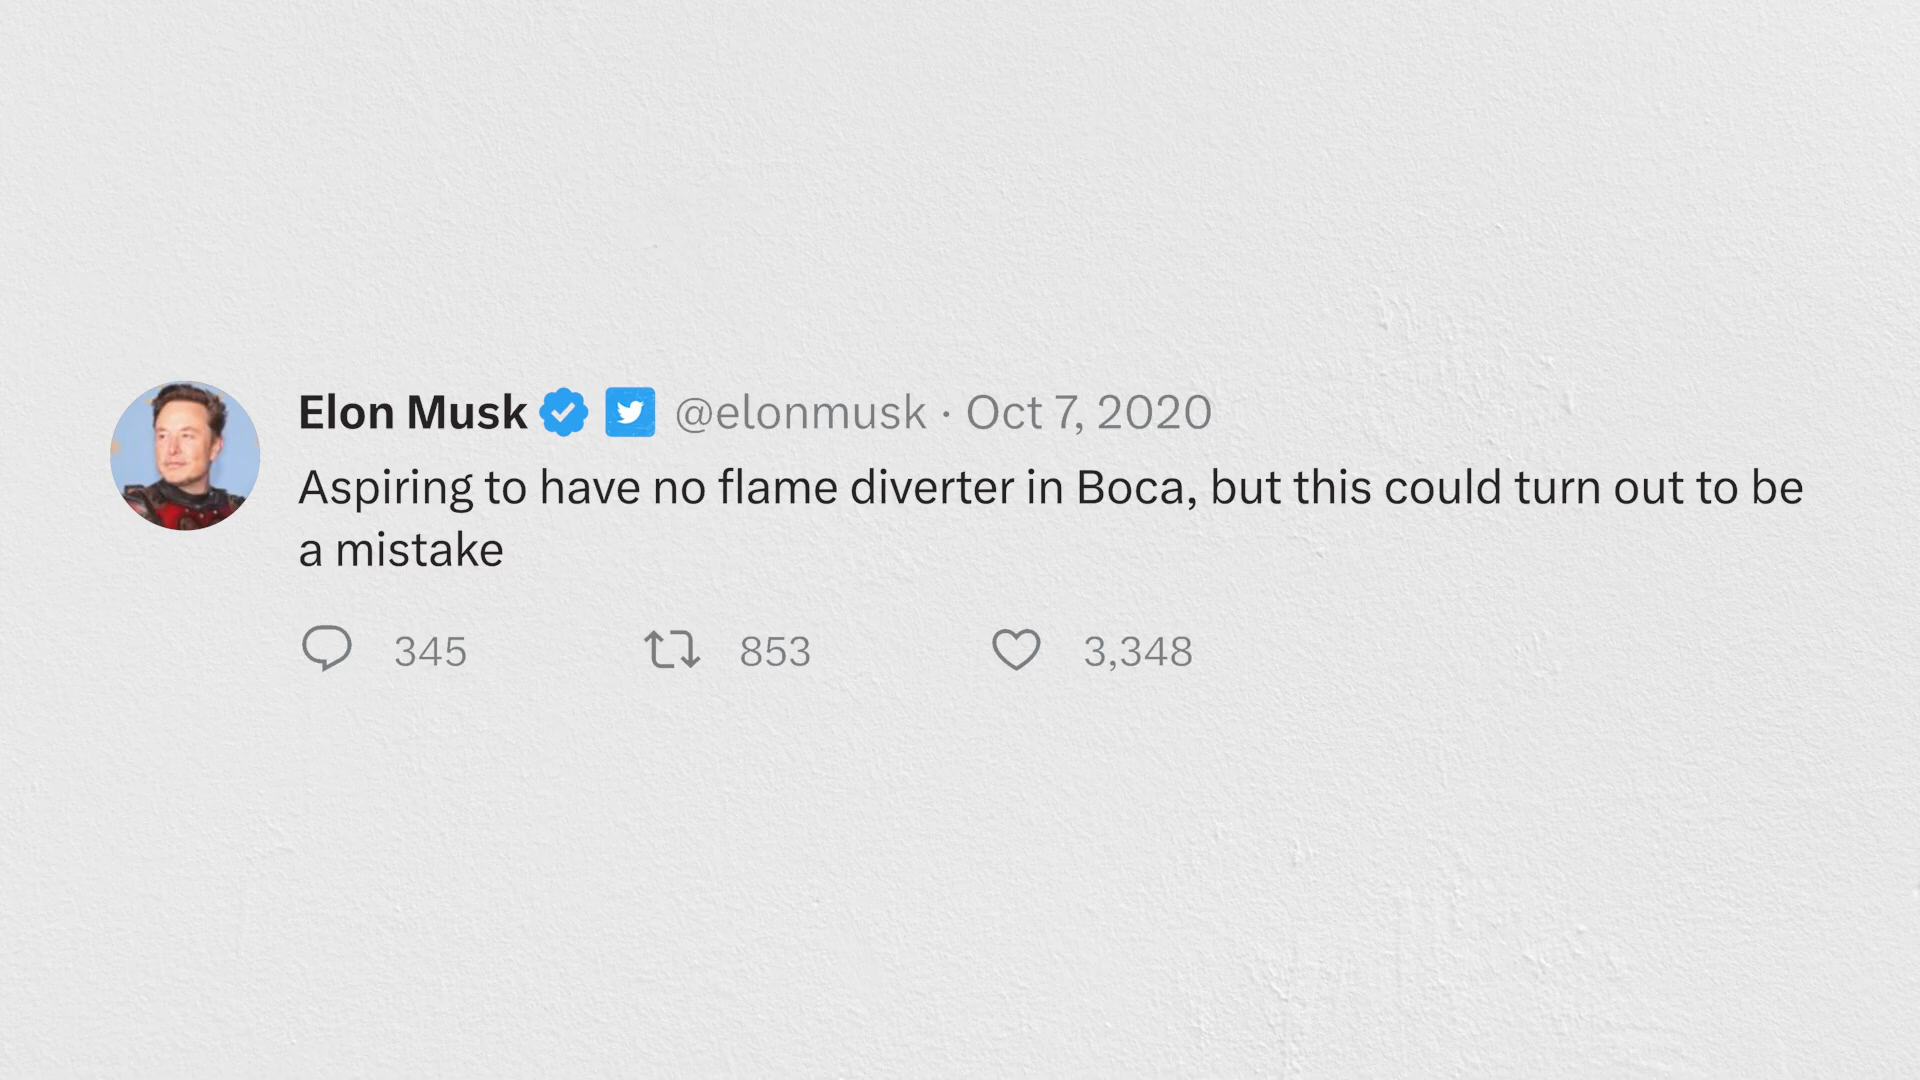 Elon Musk @elonmusk · Oct 7, 2020
Aspiring to have no flame diverter in Boca, but this could turn out to be
a mistake
345 853 3,348